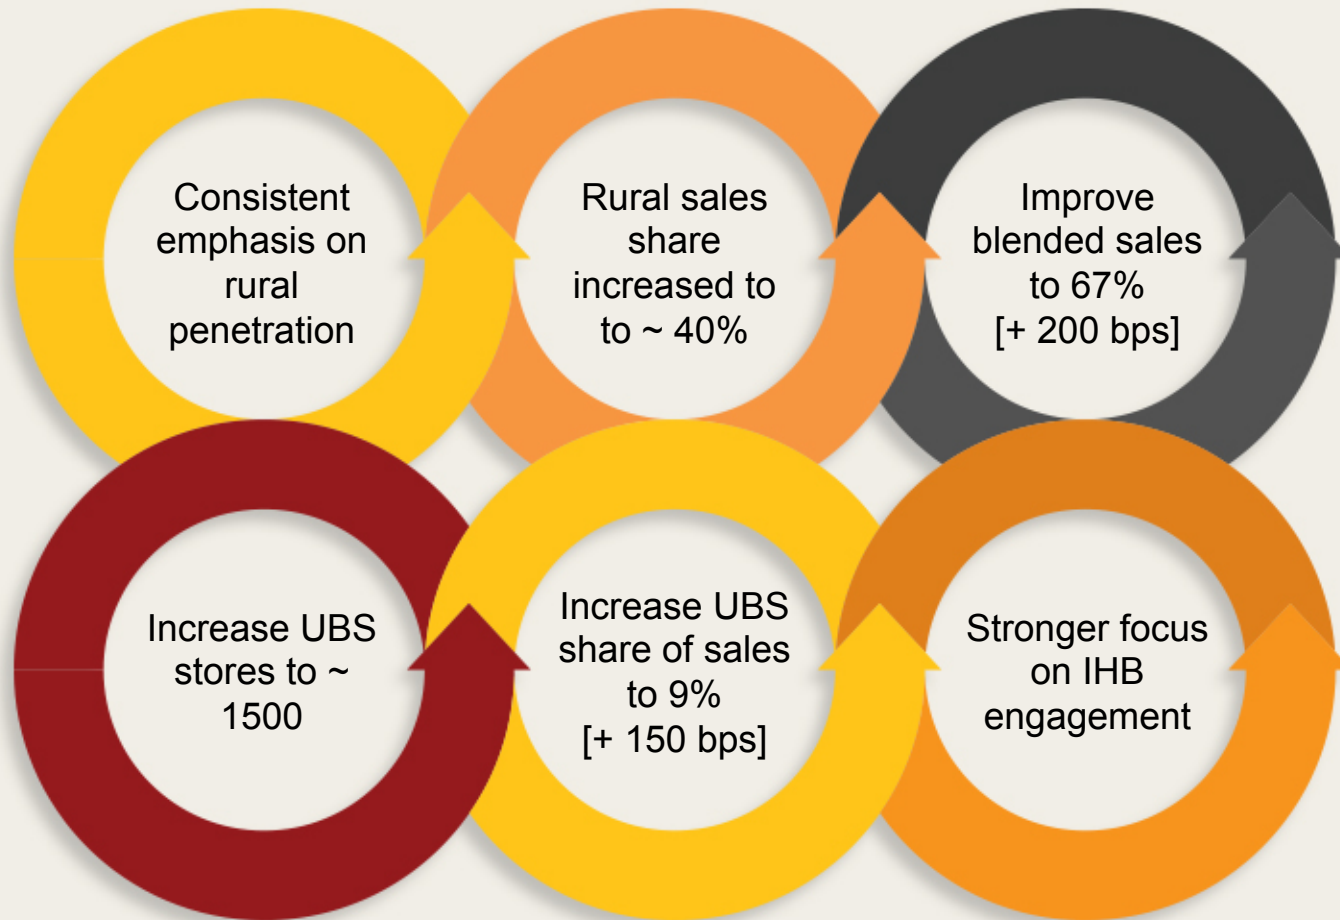 Consistent
emphasis on
rural
penetration
Rural sales
share
increased to
to ~ 40%
Improve
blended sales
to 67%
[+ 200 bps]
Increase UBS
stores to ~
1500
Increase UBS
share of sales
to 9%
[+ 150 bps]
Stronger focus
on IHB
engagement